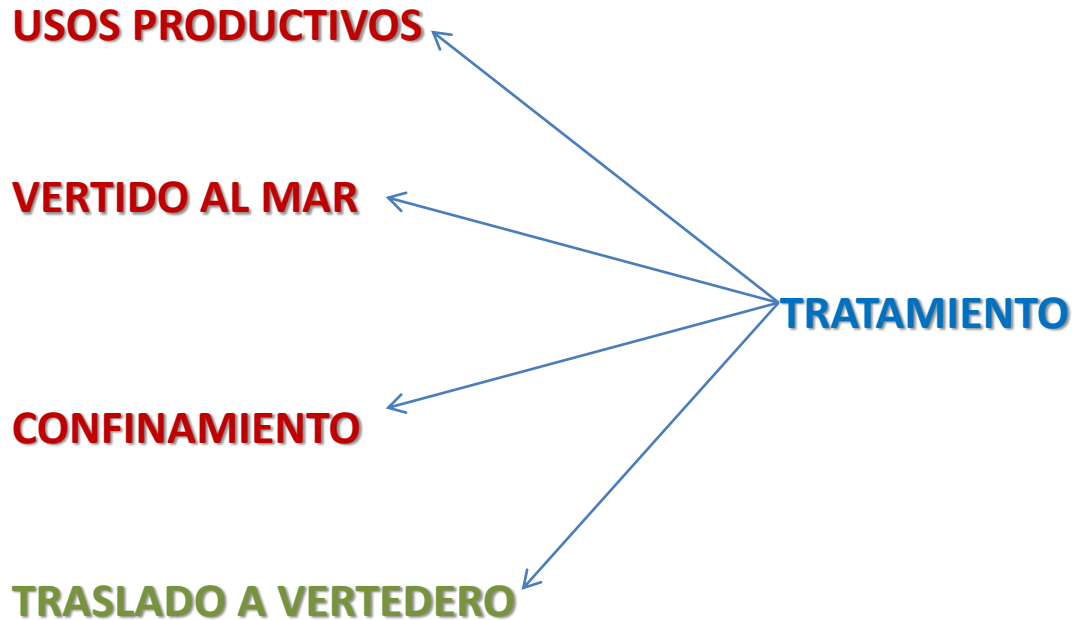 USOS PRODUCTIVOS
VERTIDO AL MAR
TRATAMIENTO
CONFINAMIENTO
TRASLADO A VERTEDERO